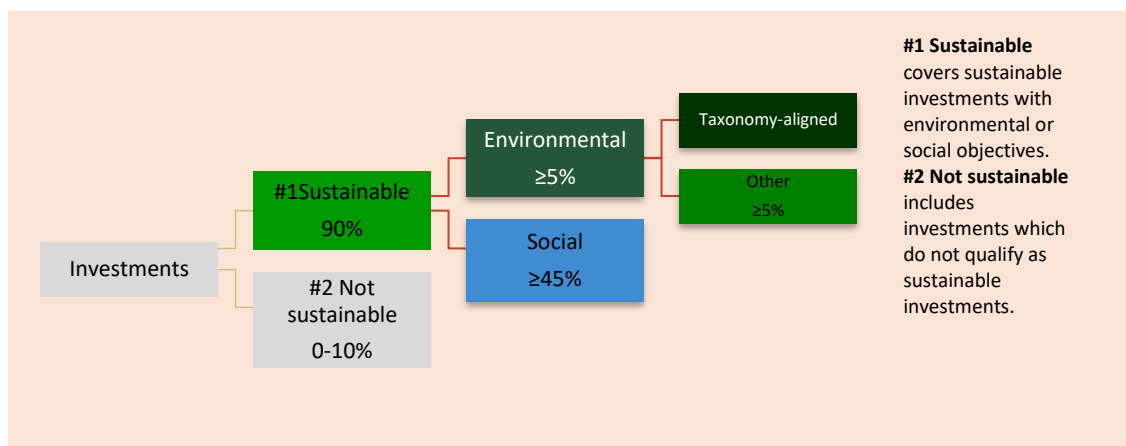 Investments
#1Sustainable
90%
#2 Not
sustainable
0-10%
Environmental
≥5%
Social
≥45%
Taxonomy-aligned
Other
≥5%
#1 Sustainable
covers sustainable
investments with
environmental or
social objectives.
#2 Not sustainable
includes
investments which
do not qualify as
sustainable
investments.